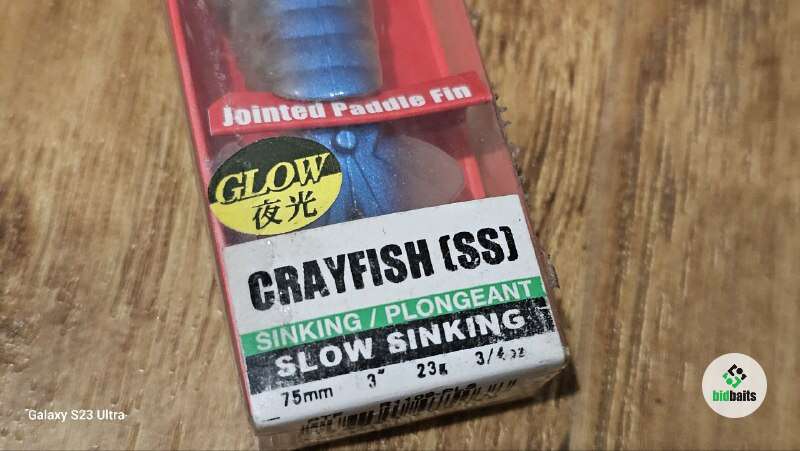 Jointed Paddle Fin
GLOW
夜光
CRAYFISH (SS)
SINKING / PLONGEANT
SLOW SINKING
75mm 3" 23g 3/4oz
Galaxy S23 Ultra
bidbaits